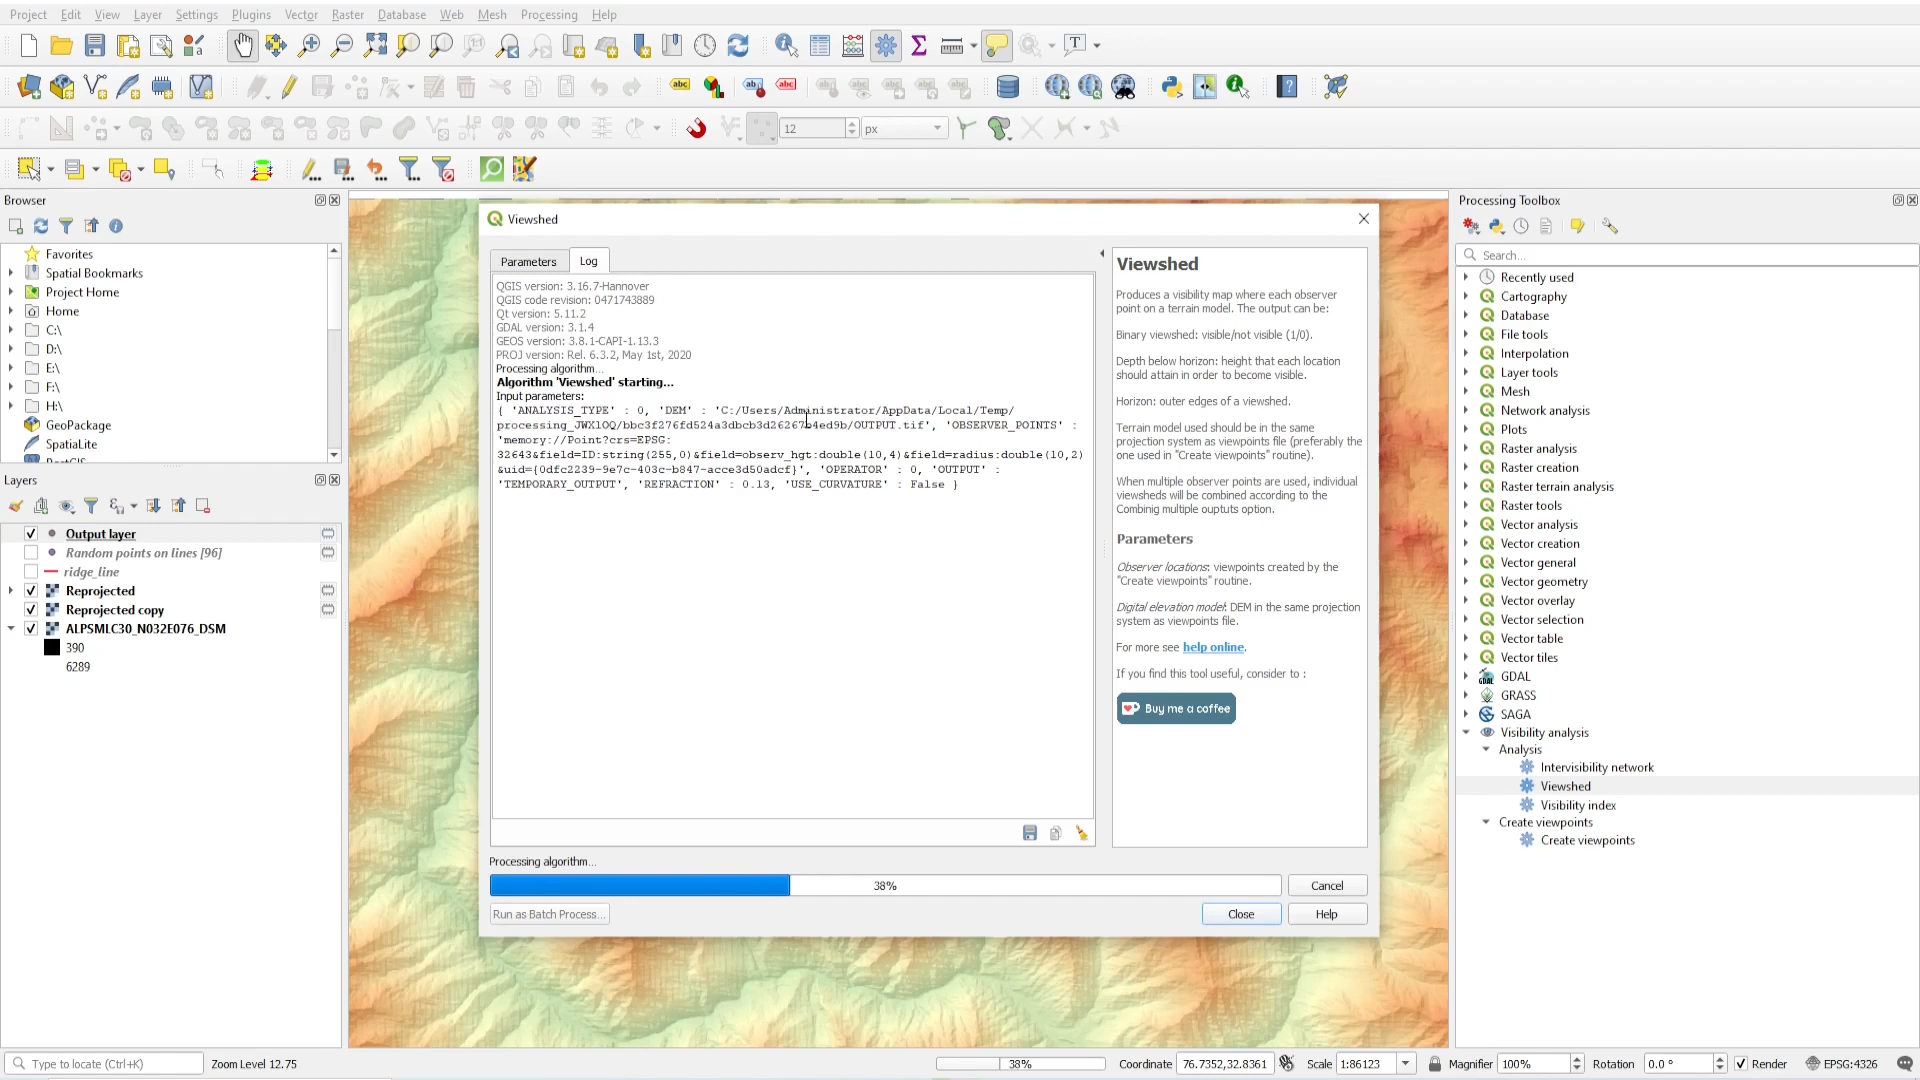 Project Edit View Layer Settings Plugins Vector Raster Database Web Mesh Processing Help
12 px
Browser
Favorites
Spatial Bookmarks
Project Home
Home
C:\
D:\
E:\
F:\
H:\
GeoPackage
SpatiaLite
Layers
Output layer
Random points on lines [96]
ridge_line
Reprojected
Reprojected copy
ALPSMLC30_N032E076_DSM
390
6289
Viewshed
Parameters Log
QGIS version: 3.16.7-Hannover
QGIS code revision: 0471743889
Qt version: 5.11.2
GDAL version: 3.1.4
GEOS version: 3.8.1-CAPI-1.13.3
PROJ version: Rel. 6.3.2, May 1st, 2020
Processing algorithm...
Algorithm 'Viewshed' starting...
Input parameters:
{ 'ANALYSIS_TYPE' : 0, 'DEM' : 'C:/Users/Administrator/AppData/Local/Temp/
processing_JWXlOQ/bbc3f276fd524a3dbcb3d26267b4ed9b/OUTPUT.tif', 'OBSERVER_POINTS' :
'memory://Point?crs=EPSG:
32643&field=ID:string(255,0)&field=observ_hgt:double(10,4)&field=radius:double(10,2)
&uid={0dfc2239-9e7c-403c-b847-acce3d50adcf}', 'OPERATOR' : 0, 'OUTPUT' :
'TEMPORARY_OUTPUT', 'REFRACTION' : 0.13, 'USE_CURVATURE' : False }
Processing algorithm...
38% Cancel
Run as Batch Process... Close Help
Viewshed
Produces a visibility map where each observer
point on a terrain model. The output can be:
Binary viewshed: visible/not visible (1/0).
Depth below horizon: height that each location
should attain in order to become visible.
Horizon: outer edges of a viewshed.
Terrain model used should be in the same
projection system as viewpoints file (preferably the
one used in "Create viewpoints" routine).
When multiple observer points are used, individual
viewsheds will be combined according to the
Combinig multiple ouptuts option.
Parameters
Observer locations: viewpoints created by the
"Create viewpoints" routine.
Digital elevation model: DEM in the same projection
system as viewpoints file.
For more see help online.
If you find this tool useful, consider to :
Buy me a coffee
Processing Toolbox
Search...
Recently used
Cartography
Database
File tools
Interpolation
Layer tools
Mesh
Network analysis
Plots
Raster analysis
Raster creation
Raster terrain analysis
Raster tools
Vector analysis
Vector creation
Vector general
Vector geometry
Vector overlay
Vector selection
Vector table
Vector tiles
GDAL
GRASS
SAGA
Visibility analysis
Analysis
Intervisibility network
Viewshed
Visibility index
Create viewpoints
Create viewpoints
Type to locate (Ctrl+K) Zoom Level 12.75 38% Coordinate 76.7352,32.8361 Scale 1:86123 Magnifier 100% Rotation 0.0 ° Render EPSG:4326